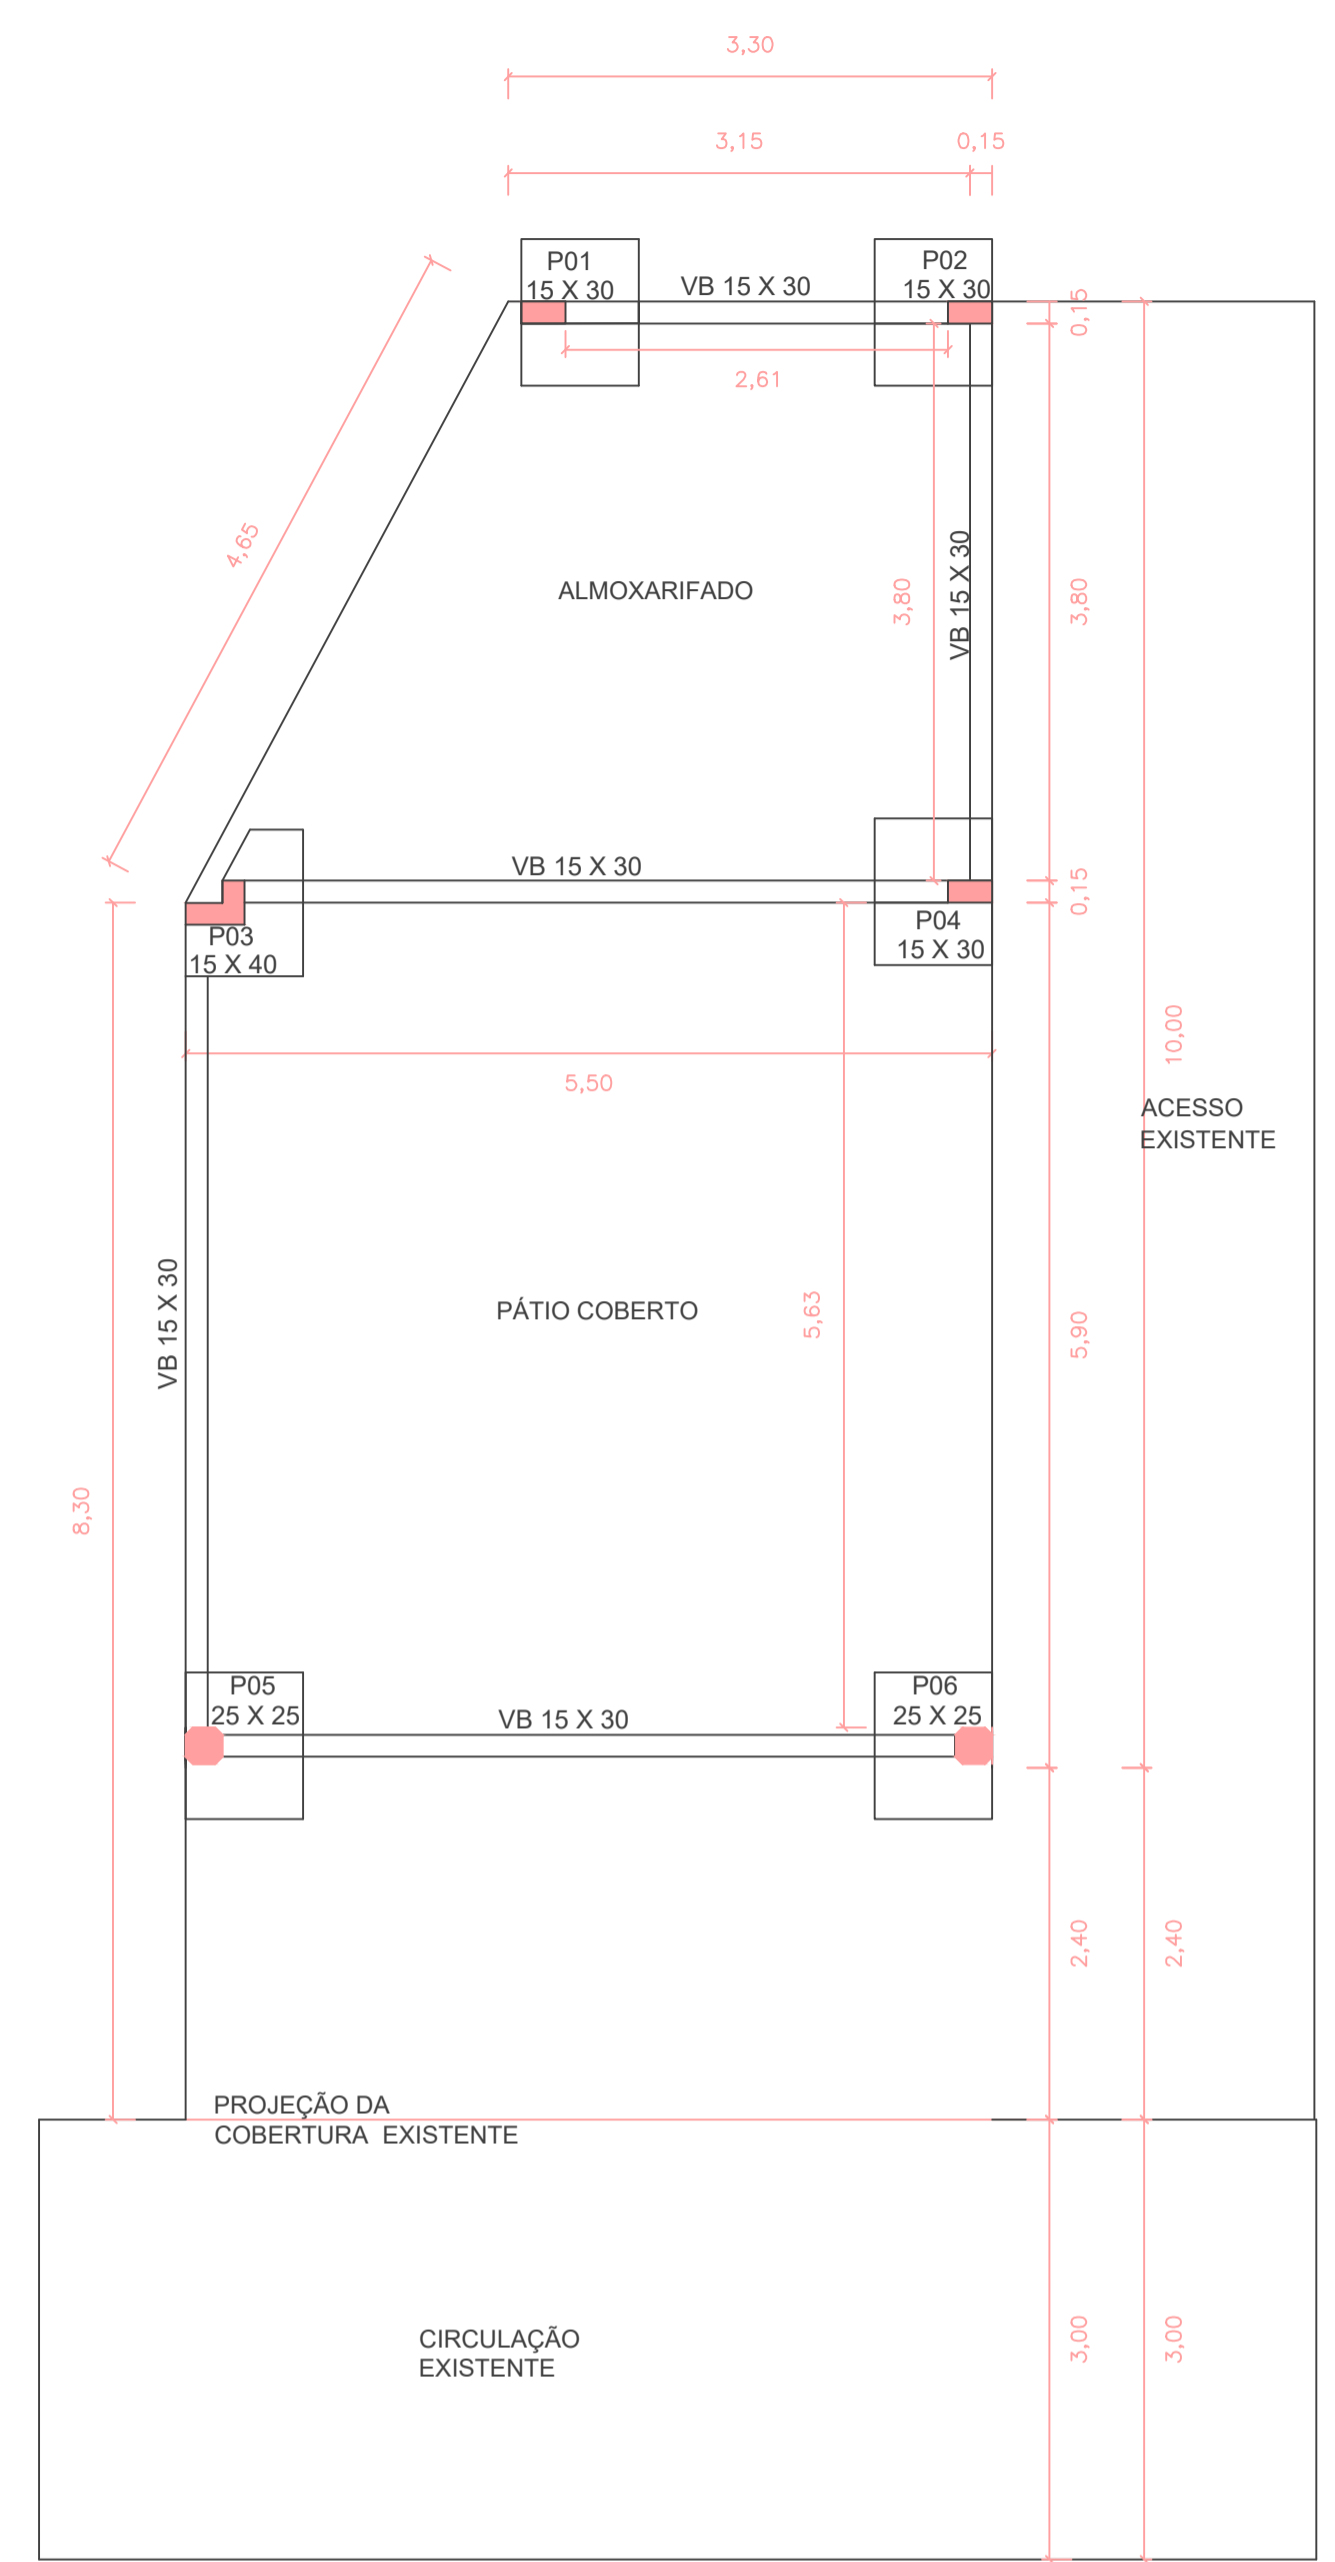 3,30
3,15
0,15
P01
15 X 30
VB 15 X 30
P02
15 X 30
0,15
2,61
4,65
ALMOXARIFADO
3,80
VB 15 X 30
3,80
VB 15 X 30
0,15
P03
15 X 40
P04
15 X 30
10,00
5,50
ACESSO
EXISTENTE
VB 15 X 30
PÁTIO COBERTO
5,63
5,90
8,30
P05
25 X 25
VB 15 X 30
P06
25 X 25
2,40
2,40
PROJEÇÃO DA
COBERTURA EXISTENTE
CIRCULAÇÃO
EXISTENTE
3,00
3,00